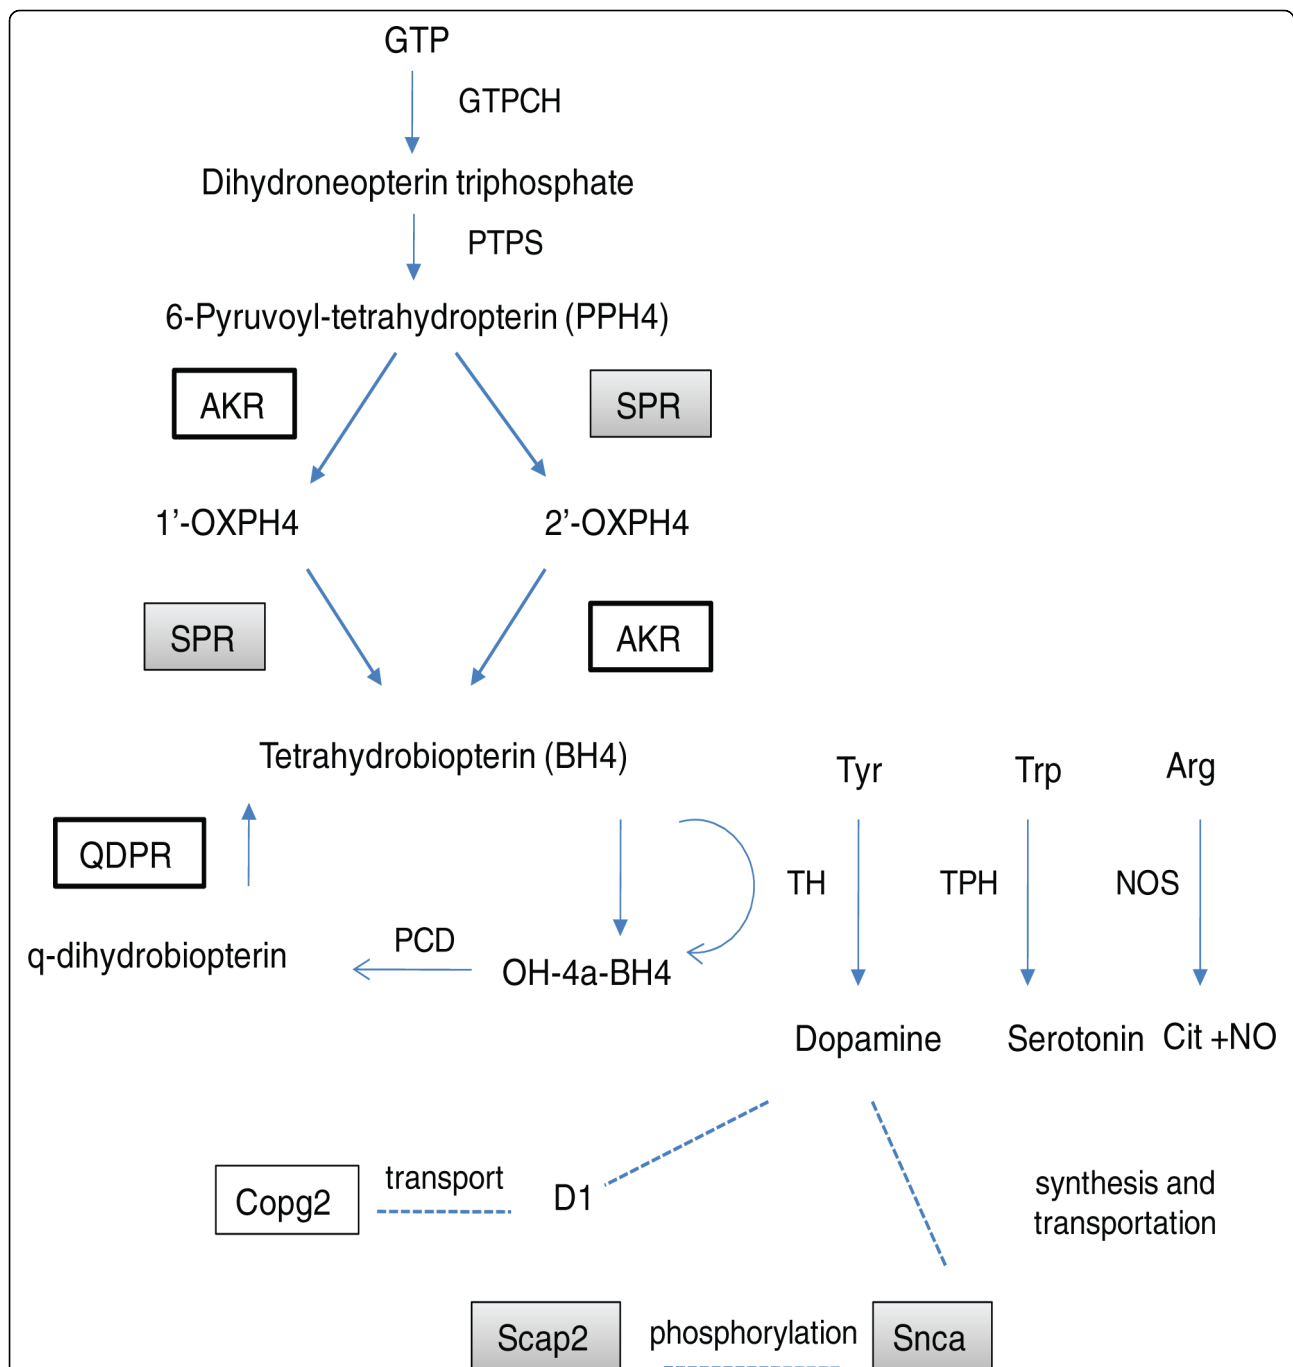 GTP
GTPCH
Dihydroneopterin triphosphate
PTPS
6-Pyruvoyl-tetrahydropterin (PPH4)
AKR
SPR
1’-OXPH4
2’-OXPH4
SPR
AKR
Tetrahydrobiopterin (BH4)
Tyr
Trp
Arg
QDPR
TH
TPH
NOS
q-dihydrobiopterin
PCD
OH-4a-BH4
Dopamine
Serotonin
Cit +NO
Copg2
transport
D1
synthesis and
transportation
Scap2
phosphorylation
Snca